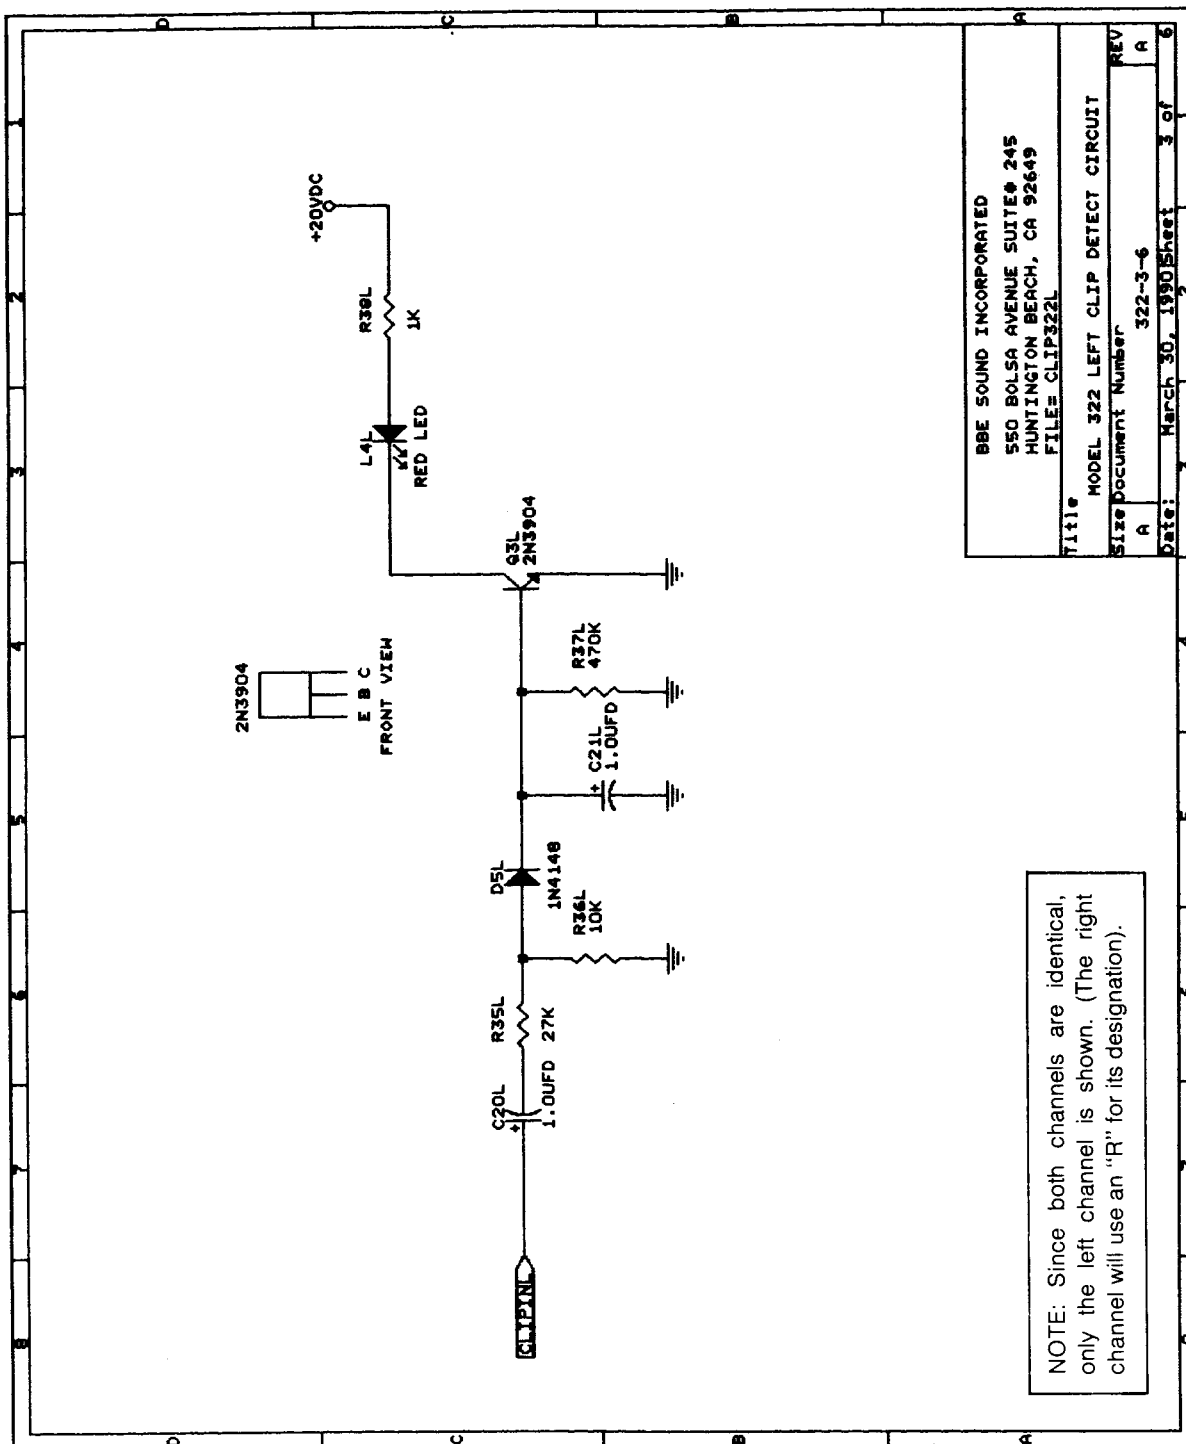 8
7
6
5
4
3
2
1
D
C
B
A
D
C
B
A
2N3904
E B C
FRONT VIEW
+20VDC
R38L
1K
L4L
RED LED
Q3L
2N3904
CLIPINL
C20L
1.0UFD
R35L
27K
D5L
1N4148
R36L
10K
C21L
1.0UFD
R37L
470K
NOTE: Since both channels are identical,
only the left channel is shown. (The right
channel will use an "R" for its designation).
BBE SOUND INCORPORATED
550 BOLSA AVENUE SUITE# 245
HUNTINGTON BEACH, CA 92649
FILE= CLIP322L
Title
MODEL 322 LEFT CLIP DETECT CIRCUIT
Size Document Number REV
A 322-3-6 A
Date: March 30, 1990 Sheet 3 of 6